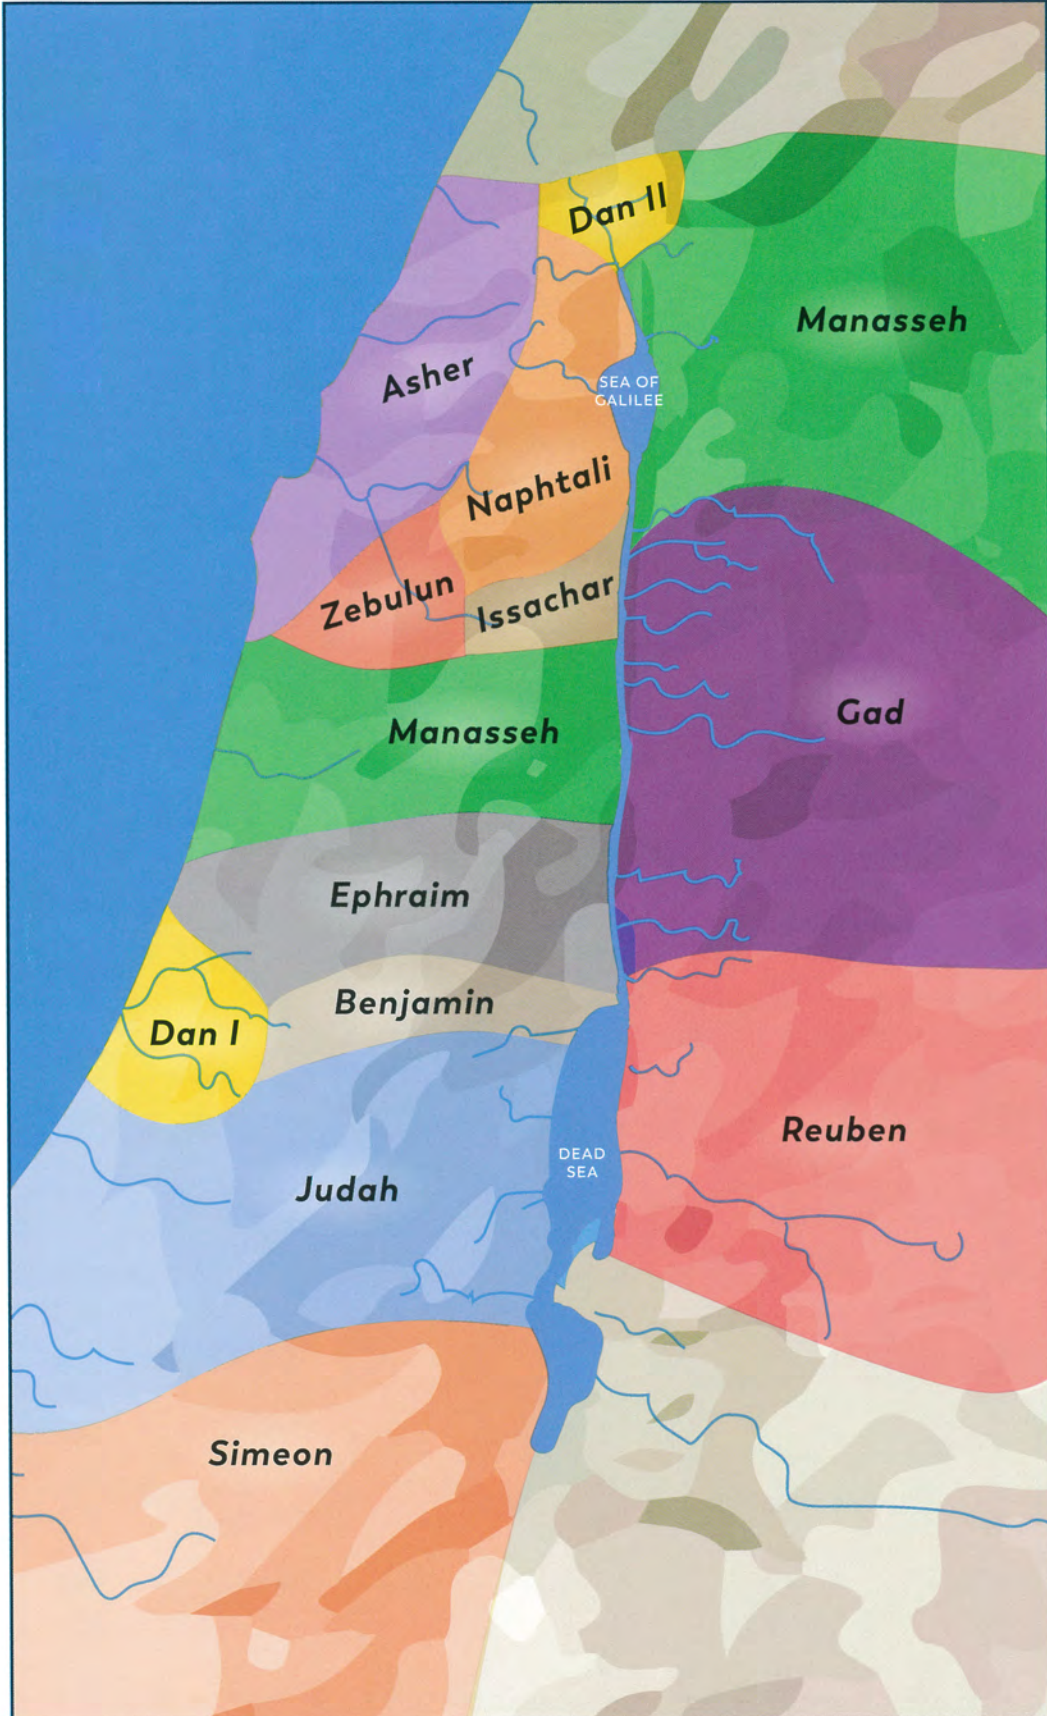 Dan II
Manasseh
Asher
SEA OF
GALILEE
Naphtali
Zebulun
Issachar
Manasseh
Gad
Ephraim
Benjamin
Dan I
Reuben
DEAD
SEA
Judah
Simeon